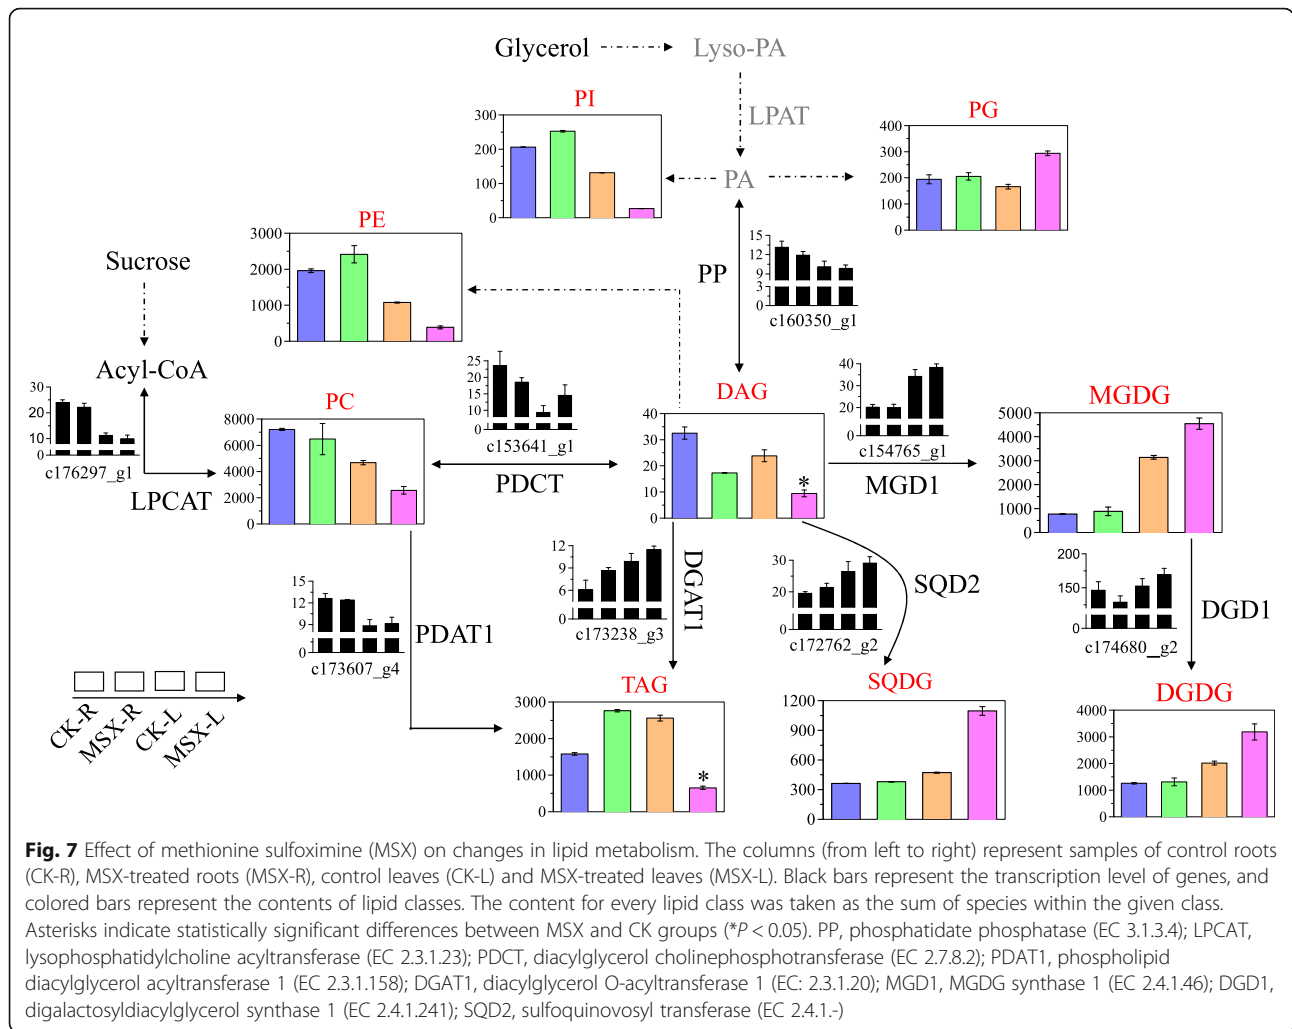 Glycerol
Lyso-PA
LPAT
PI
300
200
100
0
PA
PG
400
300
200
100
0
PE
3000
2000
1000
0
Sucrose
Acyl-CoA
PP
15
12
9
3
0
c160350_g1
30
20
10
0
c176297_g1
LPCAT
PC
8000
6000
4000
2000
0
25
20
15
10
0
c153641_g1
PDCT
DAG
40
30
20
10
0
*
40
30
20
0
c154765_g1
MGD1
MGDG
5000
4000
3000
2000
1000
0
15
12
9
0
c173607_g4
PDAT1
12
9
6
0
c173238_g3
DGAT1
30
20
0
c172762_g2
SQD2
200
150
100
0
c174680_g2
DGD1
CK-R
MSX-R
CK-L
MSX-L
TAG
3000
2000
1000
0
*
SQDG
1200
900
600
300
0
DGDG
4000
3000
2000
1000
0
Fig. 7 Effect of methionine sulfoximine (MSX) on changes in lipid metabolism. The columns (from left to right) represent samples of control roots
(CK-R), MSX-treated roots (MSX-R), control leaves (CK-L) and MSX-treated leaves (MSX-L). Black bars represent the transcription level of genes, and
colored bars represent the contents of lipid classes. The content for every lipid class was taken as the sum of species within the given class.
Asterisks indicate statistically significant differences between MSX and CK groups (*P < 0.05). PP, phosphatidate phosphatase (EC 3.1.3.4); LPCAT,
lysophosphatidylcholine acyltransferase (EC 2.3.1.23); PDCT, diacylglycerol cholinephosphotransferase (EC 2.7.8.2); PDAT1, phospholipid
diacylglycerol acyltransferase 1 (EC 2.3.1.158); DGAT1, diacylglycerol O-acyltransferase 1 (EC: 2.3.1.20); MGD1, MGDG synthase 1 (EC 2.4.1.46); DGD1,
digalactosyldiacylglycerol synthase 1 (EC 2.4.1.241); SQD2, sulfoquinovosyl transferase (EC 2.4.1.-)